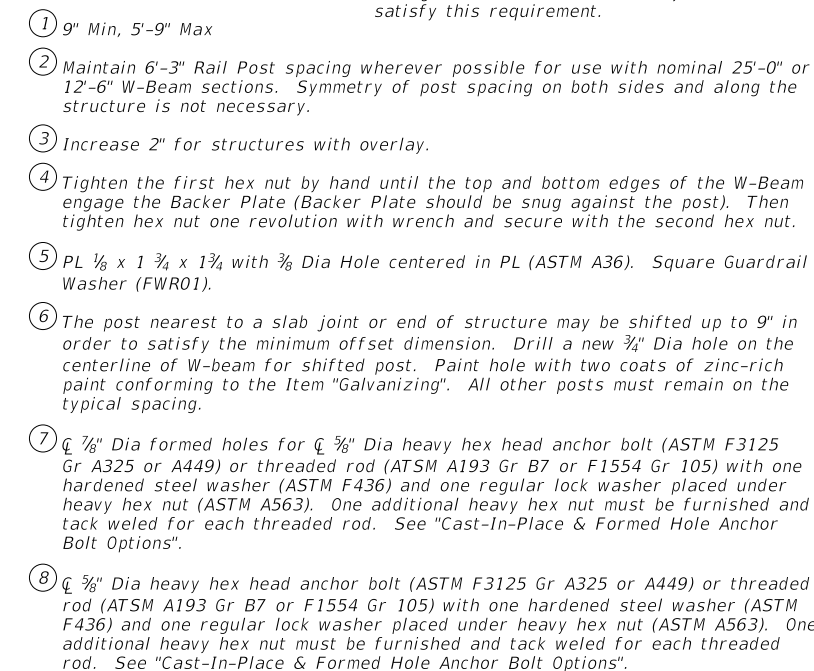 satisfy this requirement.
① 9" Min, 5'-9" Max
② Maintain 6'-3" Rail Post spacing wherever possible for use with nominal 25'-0" or
12'-6" W-Beam sections. Symmetry of post spacing on both sides and along the
structure is not necessary.
③ Increase 2" for structures with overlay.
④ Tighten the first hex nut by hand until the top and bottom edges of the W-Beam
engage the Backer Plate (Backer Plate should be snug against the post). Then
tighten hex nut one revolution with wrench and secure with the second hex nut.
⑤ PL ⅛ x 1 ¾ x 1¾ with ⅜ Dia Hole centered in PL (ASTM A36). Square Guardrail
Washer (FWR01).
⑥ The post nearest to a slab joint or end of structure may be shifted up to 9" in
order to satisfy the minimum offset dimension. Drill a new ¾" Dia hole on the
centerline of W-beam for shifted post. Paint hole with two coats of zinc-rich
paint conforming to the Item "Galvanizing". All other posts must remain on the
typical spacing.
⑦ ℄ ⅞" Dia formed holes for ℄ ⅝" Dia heavy hex head anchor bolt (ASTM F3125
Gr A325 or A449) or threaded rod (ATSM A193 Gr B7 or F1554 Gr 105) with one
hardened steel washer (ASTM F436) and one regular lock washer placed under
heavy hex nut (ASTM A563). One additional heavy hex nut must be furnished and
tack weled for each threaded rod. See "Cast-In-Place & Formed Hole Anchor
Bolt Options".
⑧ ℄ ⅝" Dia heavy hex head anchor bolt (ASTM F3125 Gr A325 or A449) or threaded
rod (ATSM A193 Gr B7 or F1554 Gr 105) with one hardened steel washer (ASTM
F436) and one regular lock washer placed under heavy hex nut (ASTM A563). One
additional heavy hex nut must be furnished and tack weled for each threaded
rod. See "Cast-In-Place & Formed Hole Anchor Bolt Options".